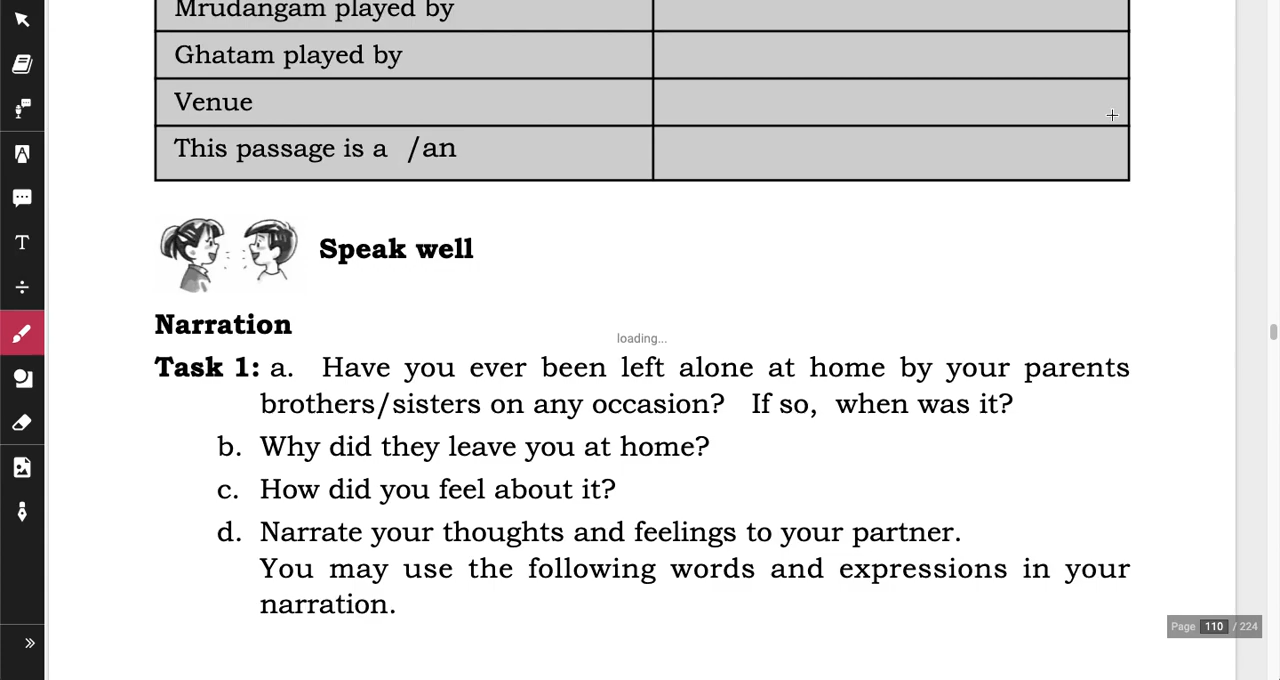 Mrudangam played by
Ghatam played by
Venue
This passage is a /an
Speak well
Narration
loading...
Task 1: a. Have you ever been left alone at home by your parents
brothers/sisters on any occasion? If so, when was it?
b. Why did they leave you at home?
c. How did you feel about it?
d. Narrate your thoughts and feelings to your partner.
You may use the following words and expressions in your
narration.
Page 110 / 224